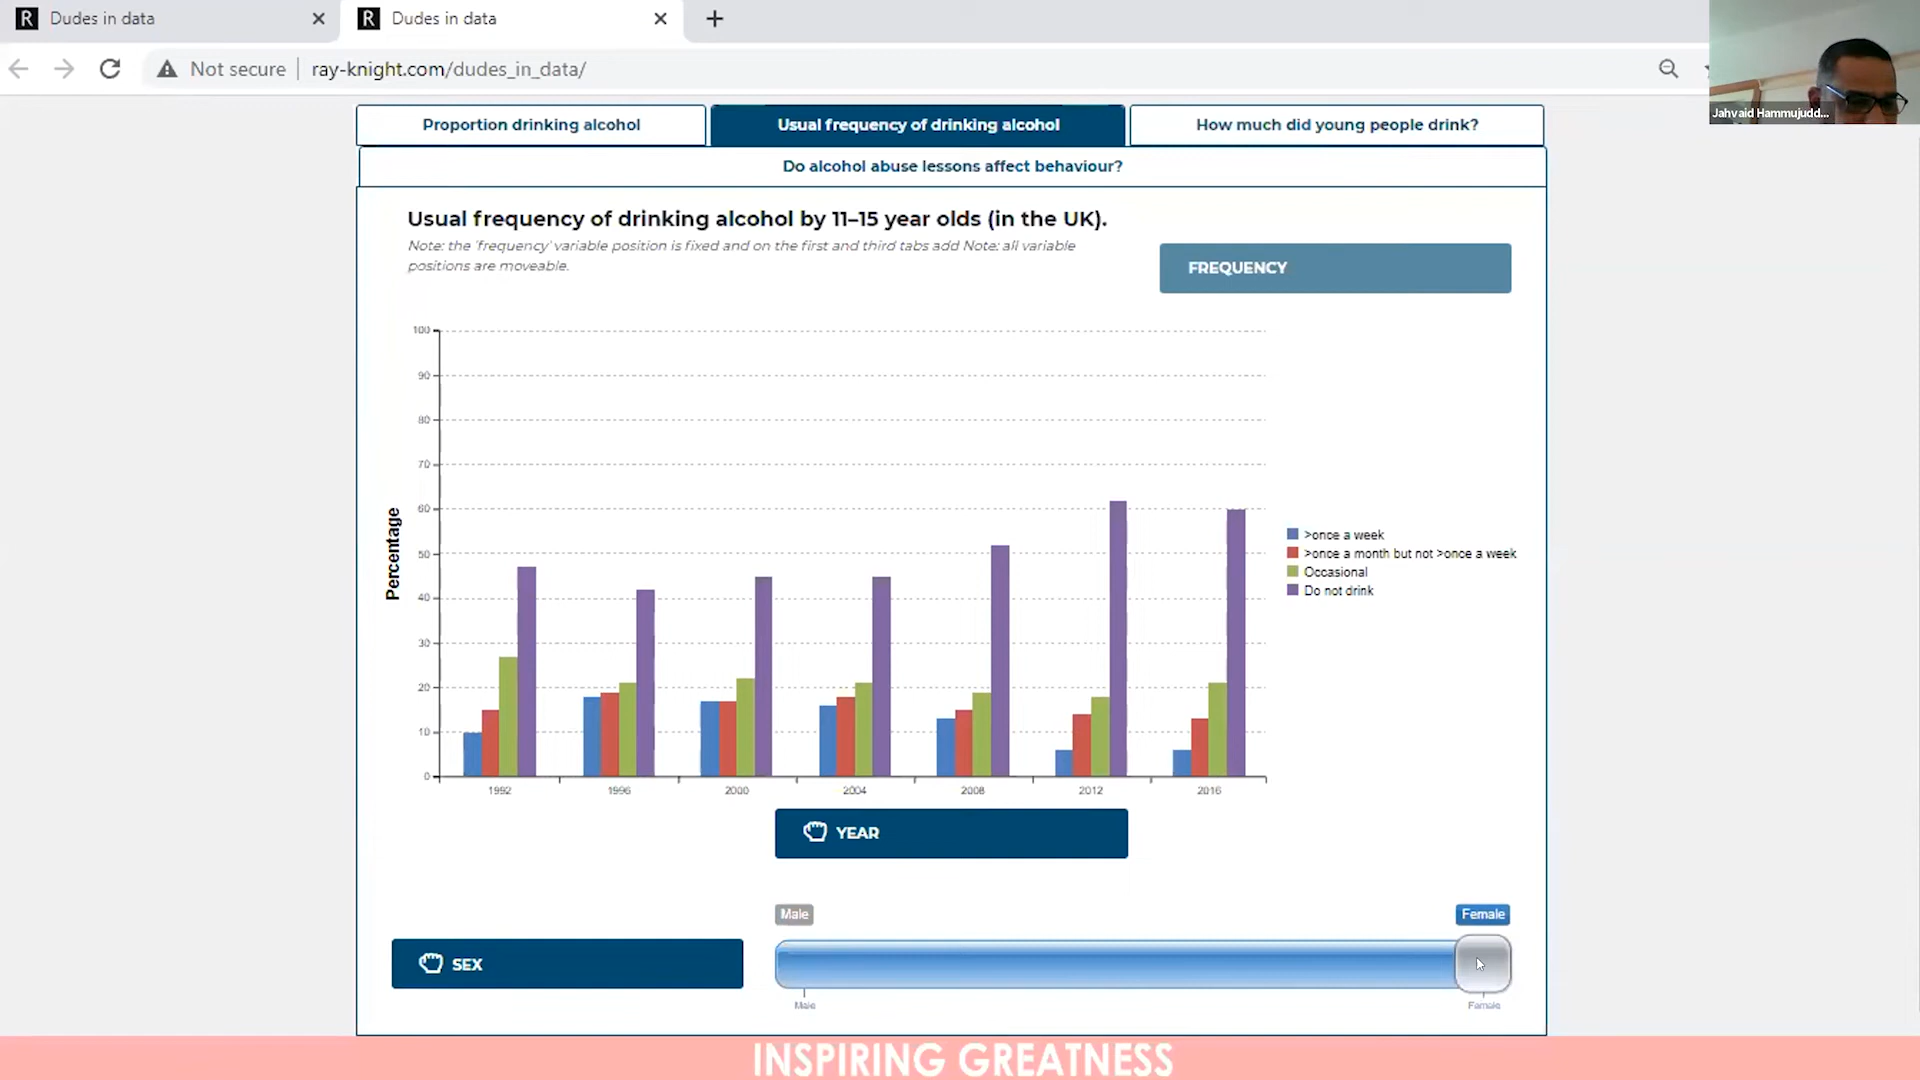 R Dudes in data
R Dudes in data
Not secure ray-knight.com/dudes_in_data/
Jahvaid Hammujudd...
Proportion drinking alcohol
Usual frequency of drinking alcohol
How much did young people drink?
Do alcohol abuse lessons affect behaviour?
Usual frequency of drinking alcohol by 11–15 year olds (in the UK).
Note: the 'frequency' variable position is fixed and on the first and third tabs add Note: all variable
positions are moveable.
FREQUENCY
100
90
80
70
60
50
40
30
20
10
0
Percentage
>once a week
>once a month but not >once a week
Occasional
Do not drink
1992 1996 2000 2004 2008 2012 2016
YEAR
Male Female
SEX
Male Female
INSPIRING GREATNESS